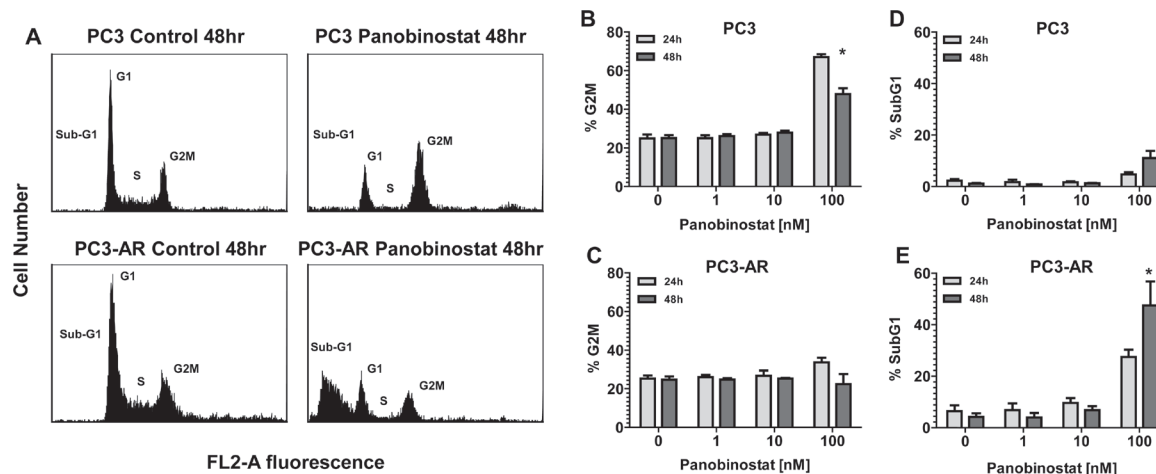 A
PC3 Control 48hr
PC3 Panobinostat 48hr
Sub-G1
G1
S
G2M
Sub-G1
G1
S
G2M
PC3-AR Control 48hr
PC3-AR Panobinostat 48hr
Sub-G1
G1
S
G2M
Sub-G1
G1
S
G2M
Cell Number
FL2-A fluorescence
B
PC3
24h
48h
*
% G2M
80
60
40
20
0
0 1 10 100
Panobinostat [nM]
C
PC3-AR
24h
48h
% G2M
80
60
40
20
0
0 1 10 100
Panobinostat [nM]
D
PC3
24h
48h
% SubG1
60
40
20
0
0 1 10 100
Panobinostat [nM]
E
PC3-AR
24h
48h
*
% SubG1
60
40
20
0
0 1 10 100
Panobinostat [nM]